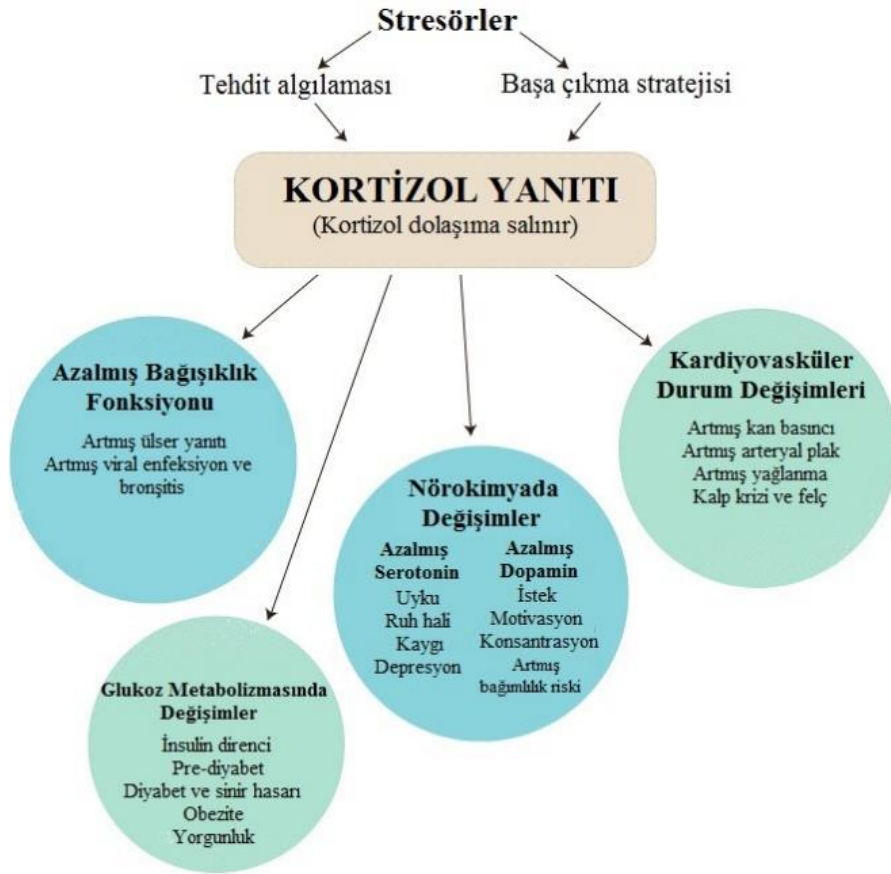 Stresörler
Tehdit algılaması
Başa çıkma stratejisi
KORTİZOL YANITI
(Kortizol dolaşıma salınır)
Azalmış Bağışıklık
Fonksiyonu
Artmış ülser yanıtı
Artmış viral enfeksiyon ve
bronşitis
Kardiyovasküler
Durum Değişimleri
Artmış kan basıncı
Artmış arteryal plak
Artmış yağlanma
Kalp krizi ve felç
Nörokimyada
Değişimler
Azalmış
Serotonin
Uyku
Ruh hali
Kaygı
Depresyon
Azalmış
Dopamin
İstek
Motivasyon
Konsantrasyon
Artmış
bağımlılık riski
Glukoz Metabolizmasında
Değişimler
İnsulin direnci
Pre-diyabet
Diyabet ve sinir hasarı
Obezite
Yorgunluk